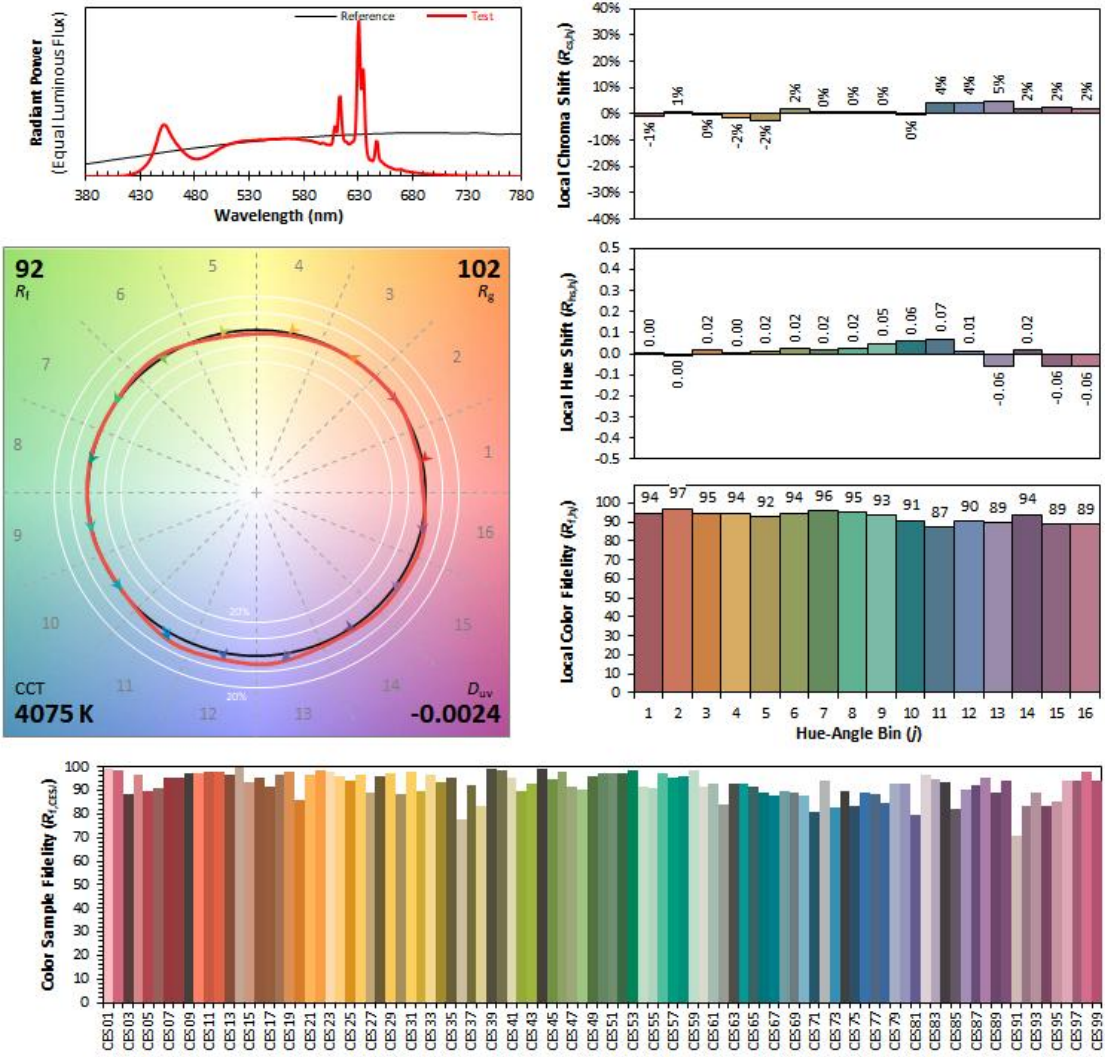 Radiant Power
(Equal Luminous Flux)
Reference
Test
380 430 480 530 580 630 680 730 780
Wavelength (nm)
Local Chroma Shift (Rcs,hj)
40%
30%
20%
10%
0%
-10%
-20%
-30%
-40%
-1% 1% 0% -2% -2% 2% 0% 0% 0% 0% 4% 4% 5% 2% 2% 2%
92
Rf
102
Rg
5 4
6 3
7 2
8 1
9 16
10 15
11 14
12 13
20%
20%
CCT
4075 K
Duv
-0.0024
Local Hue Shift (Rhs,hj)
0.5
0.4
0.3
0.2
0.1
0.0
-0.1
-0.2
-0.3
-0.4
-0.5
0.00 0.00 0.02 0.00 0.02 0.02 0.02 0.02 0.05 0.06 0.07 0.01 -0.06 0.02 -0.06 -0.06
Local Color Fidelity (Rf,hj)
100
90
80
70
60
50
40
30
20
10
0
94 97 95 94 92 94 96 95 93 91 87 90 89 94 89 89
1 2 3 4 5 6 7 8 9 10 11 12 13 14 15 16
Hue-Angle Bin (j)
Color Sample Fidelity (Rf,CESi)
100
90
80
70
60
50
40
30
20
10
0
CES01 CES03 CES05 CES07 CES09 CES11 CES13 CES15 CES17 CES19 CES21 CES23 CES25 CES27 CES29 CES31 CES33 CES35 CES37 CES39 CES41 CES43 CES45 CES47 CES49 CES51 CES53 CES55 CES57 CES59 CES61 CES63 CES65 CES67 CES69 CES71 CES73 CES75 CES77 CES79 CES81 CES83 CES85 CES87 CES89 CES91 CES93 CES95 CES97 CES99